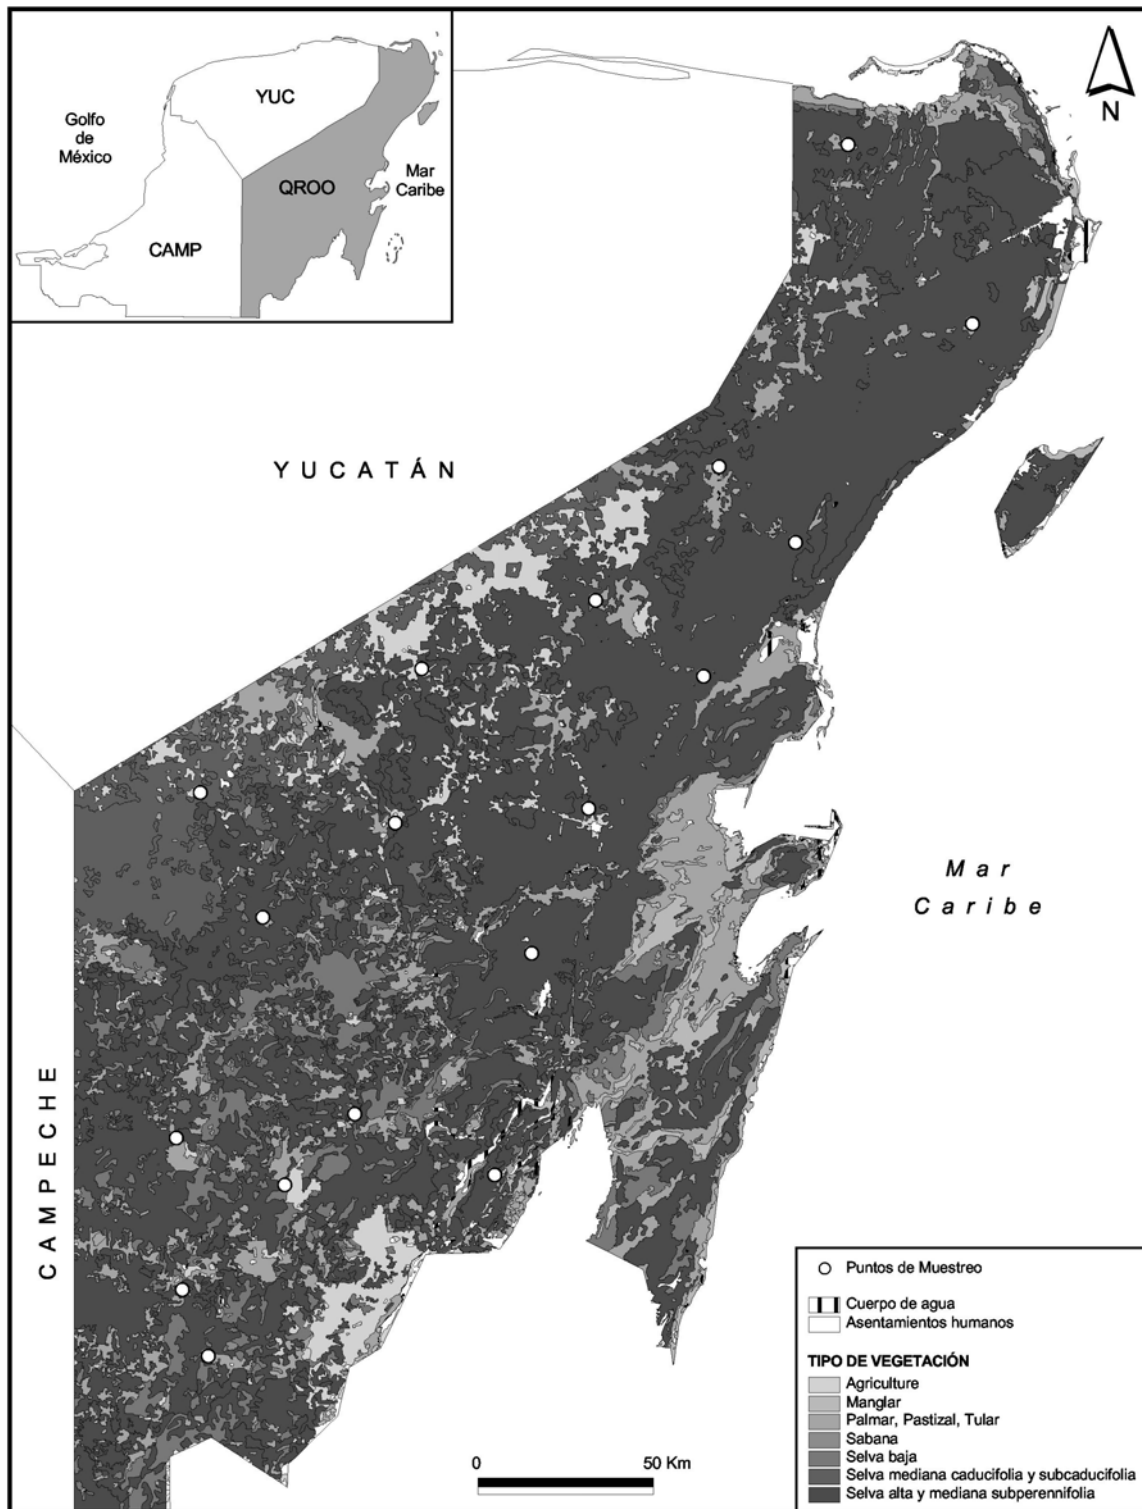 YUC
Golfo
de
México
QROO
Mar
Caribe
CAMP
N
YUCATÁN
Mar
Caribe
CAMPECHE
Puntos de Muestreo
Cuerpo de agua
Asentamientos humanos
TIPO DE VEGETACIÓN
Agriculture
Manglar
Palmar, Pastizal, Tular
Sabana
Selva baja
Selva mediana caducifolia y subcaducifolia
Selva alta y mediana subperennifolia
0 50 Km